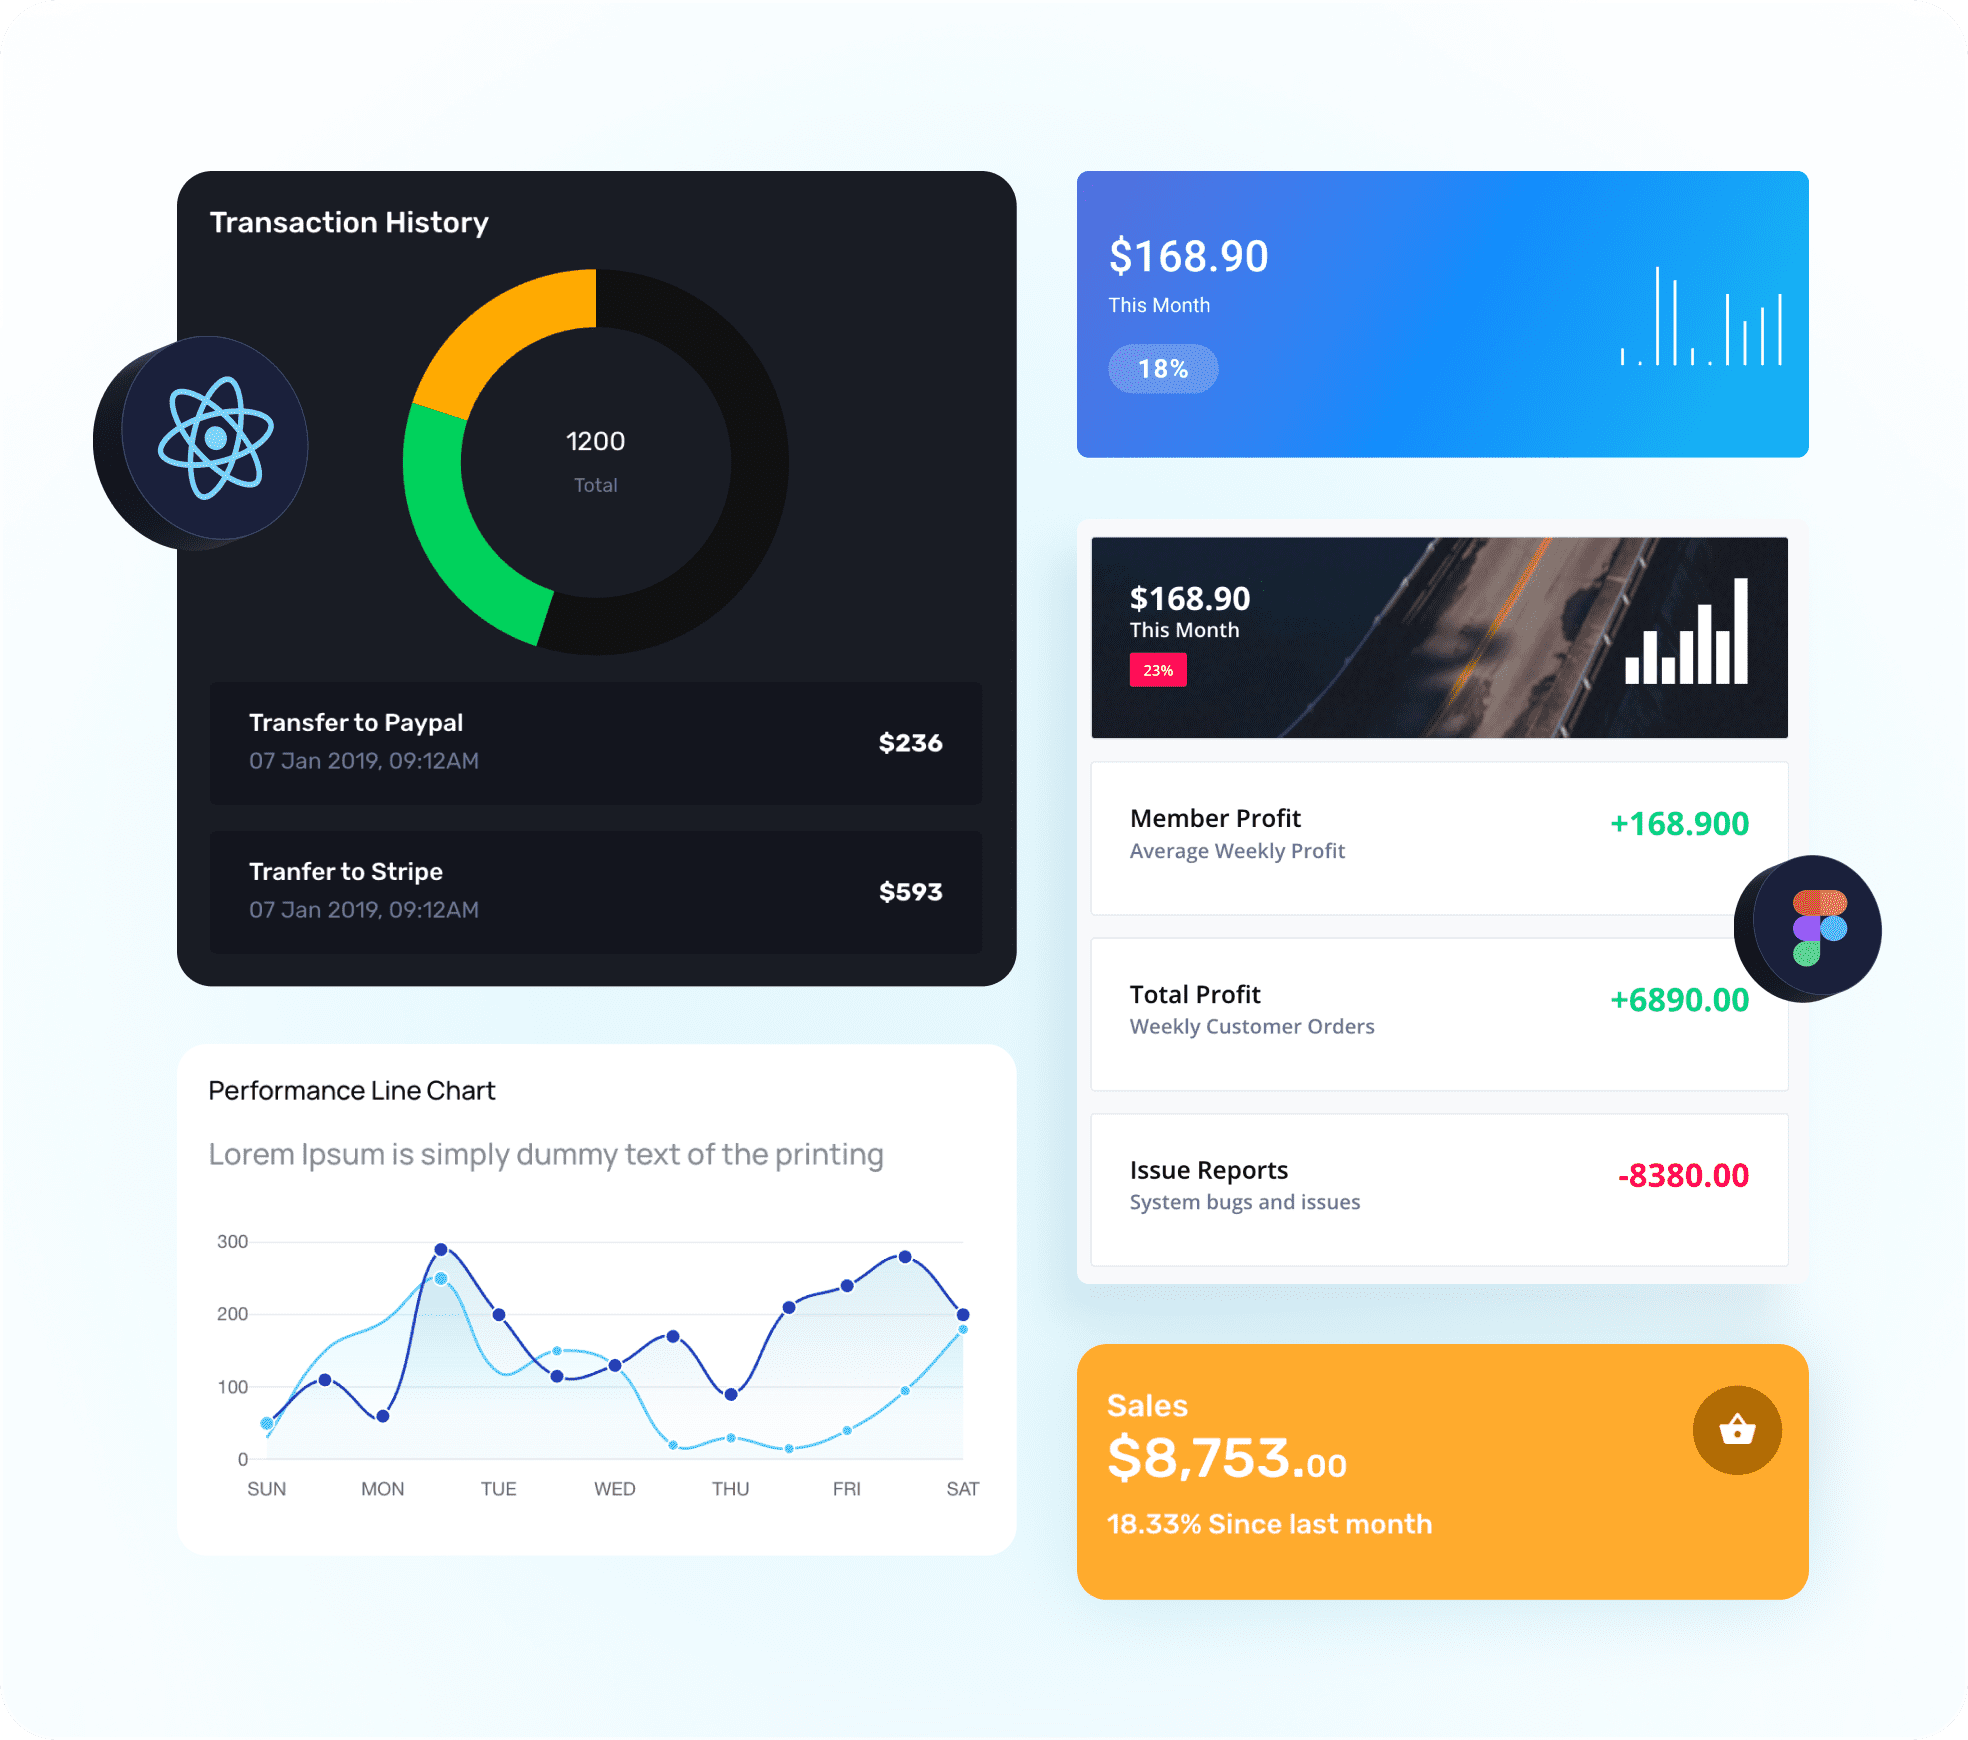 Transaction History
1200
Total
Transfer to Paypal
07 Jan 2019, 09:12AM
$236
Tranfer to Stripe
07 Jan 2019, 09:12AM
$593
Performance Line Chart
Lorem Ipsum is simply dummy text of the printing
300
200
100
0
SUN MON TUE WED THU FRI SAT
$168.90
This Month
18%
$168.90
This Month
23%
Member Profit
Average Weekly Profit
+168.900
Total Profit
Weekly Customer Orders
+6890.00
Issue Reports
System bugs and issues
-8380.00
Sales
$8,753.00
18.33% Since last month